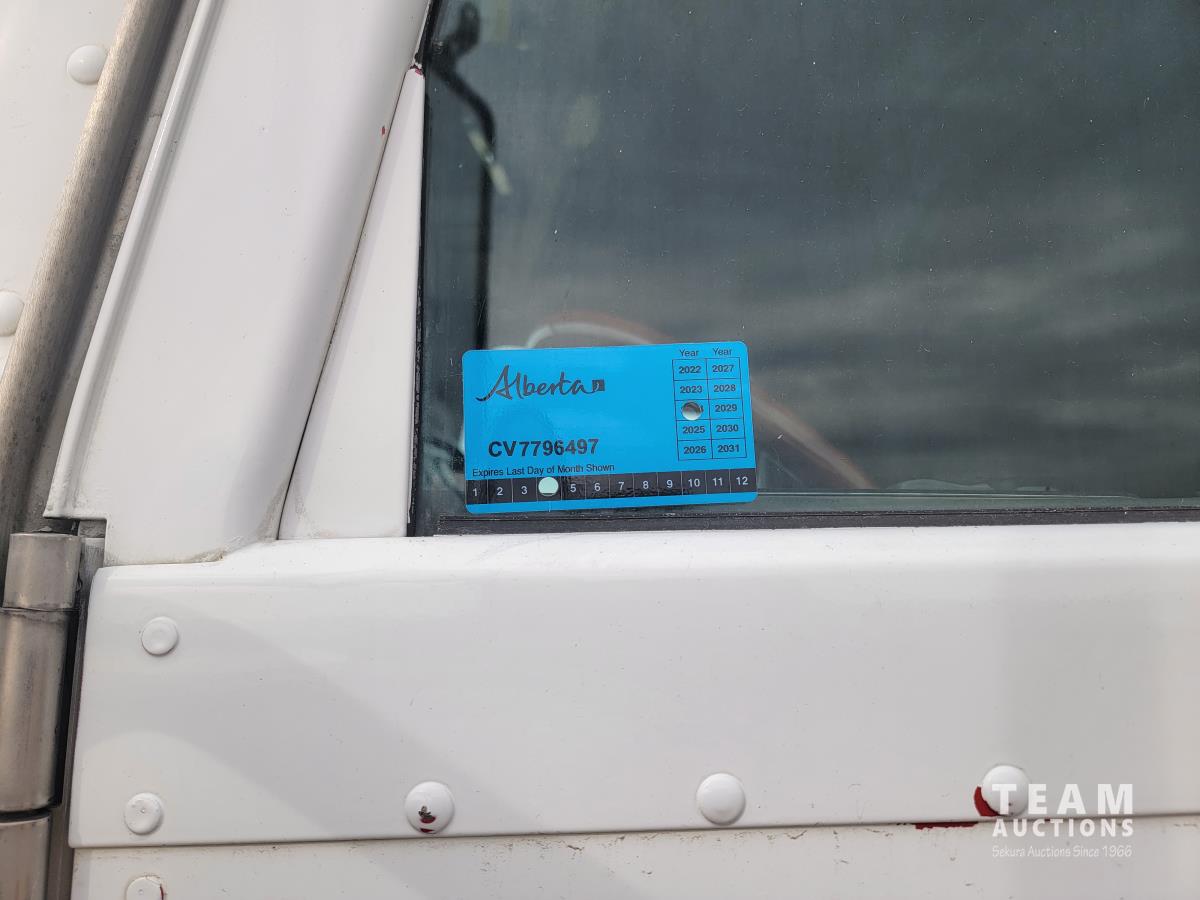 Alberta
Year Year
2022 2027
2023 2028
2029
2025 2030
2026 2031
CV7796497
Expires Last Day of Month Shown
1 2 3 5 6 7 8 9 10 11 12
TEAM
AUCTIONS
Sekura Auctions Since 1966